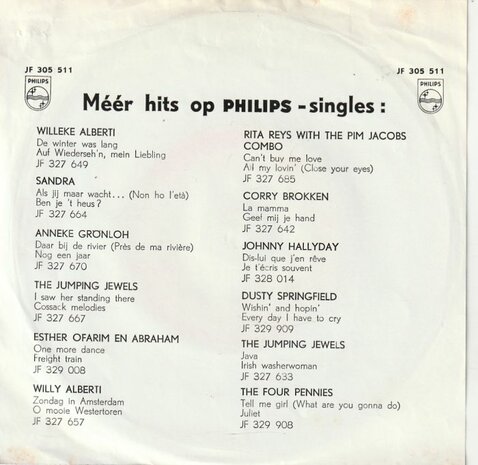 JF 305 511
JF 305 511
PHILIPS
PHILIPS
Méér hits op PHILIPS - singles :
WILLEKE ALBERTI
De winter was lang
Auf Wiederseh'n, mein Liebling
JF 327 649
SANDRA
Als jij maar wacht... (Non ho l'età)
Ben je 't heus ?
JF 327 664
ANNEKE GRÖNLOH
Daar bij de rivier (Prés de ma rivière)
Nog een jaar
JF 327 670
THE JUMPING JEWELS
I saw her standing there
Cossack melodies
JF 327 667
ESTHER OFARIM EN ABRAHAM
One more dance
Freight train
JF 329 008
WILLY ALBERTI
Zondag in Amsterdam
O mooie Westertoren
JF 327 657
RITA REYS WITH THE PIM JACOBS
COMBO
Can't buy me love
All my lovin' (Close your eyes)
JF 327 685
CORRY BROKKEN
La mamma
Geef mij je hand
JF 327 642
JOHNNY HALLYDAY
Dis-lui que j'en rêve
Je t'écris souvent
JF 328 014
DUSTY SPRINGFIELD
Wishin' and hopin'
Every day I have to cry
JF 329 909
THE JUMPING JEWELS
Java
Irish washerwoman
JF 327 633
THE FOUR PENNIES
Tell me girl (What are you gonna do)
Juliet
JF 329 908